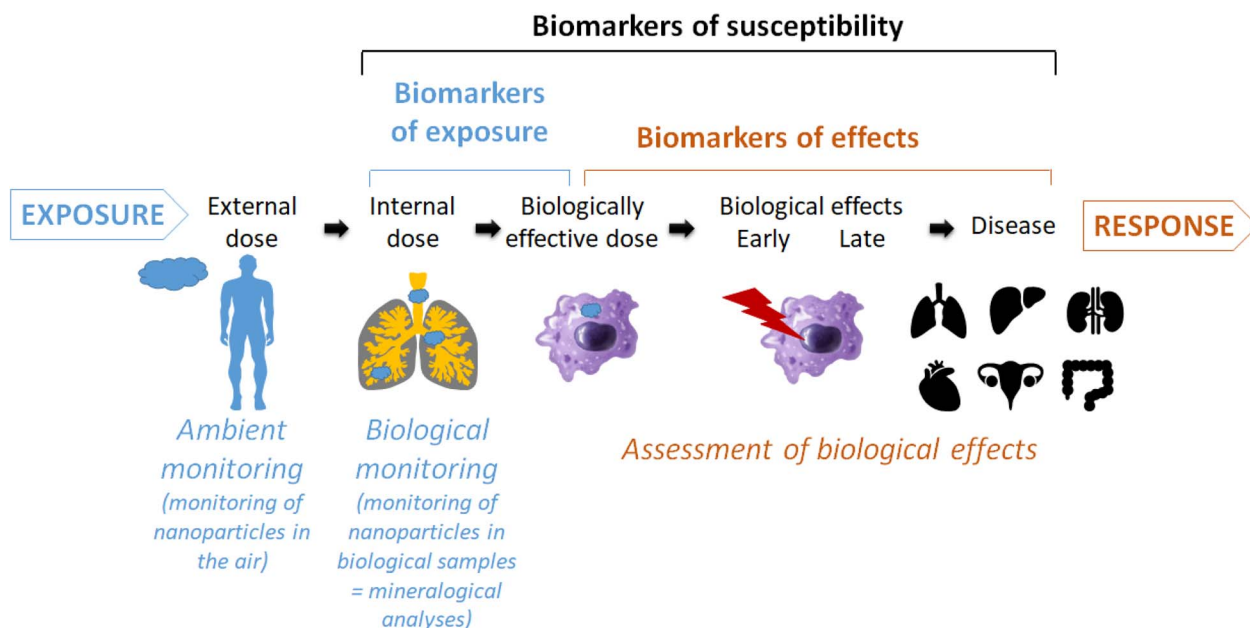 Biomarkers of susceptibility
Biomarkers
of exposure
Biomarkers of effects
EXPOSURE
External
dose
Internal
dose
Biologically
effective dose
Biological effects
Early Late
Disease
RESPONSE
Ambient
monitoring
(monitoring of
nanoparticles in
the air)
Biological
monitoring
(monitoring of
nanoparticles in
biological samples
= mineralogical
analyses)
Assessment of biological effects